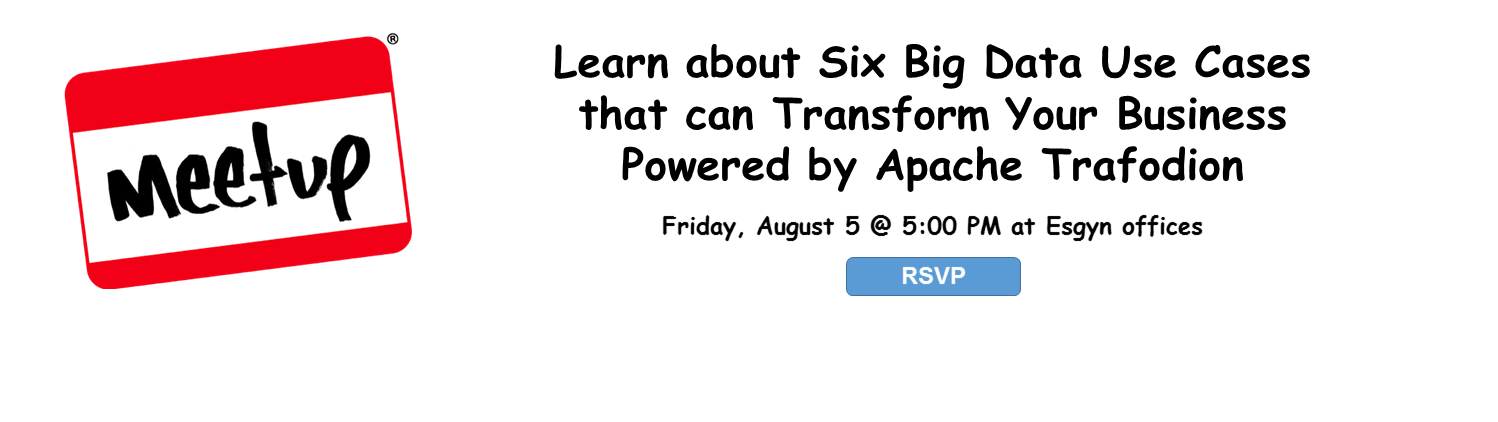 meetup®
Learn about Six Big Data Use Cases
that can Transform Your Business
Powered by Apache Trafodion
Friday, August 5 @ 5:00 PM at Esgyn offices
RSVP